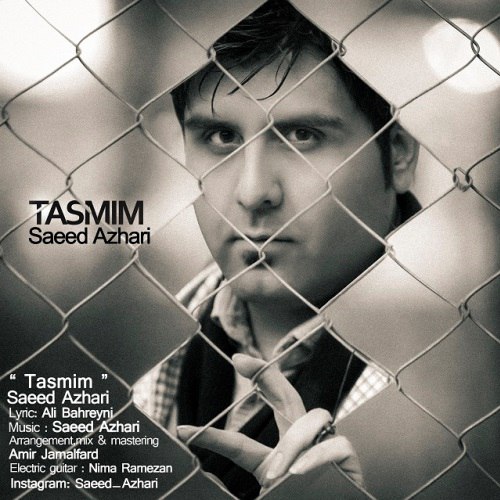 TASMIM
Saeed Azhari
“ Tasmim ”
Saeed Azhari
Lyric: Ali Bahreyni
Music : Saeed Azhari
Arrangement,mix & mastering
Amir Jamalfard
Electric guitar : Nima Ramezan
Instagram: Saeed_Azhari